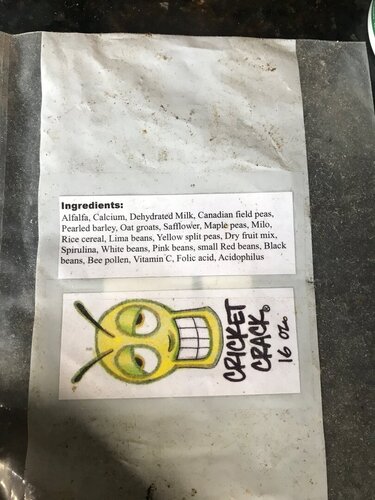 Ingredients:
Alfalfa, Calcium, Dehydrated Milk, Canadian field peas,
Pearled barley, Oat groats, Safflower, Maple peas, Milo,
Rice cereal, Lima beans, Yellow split peas, Dry fruit mix,
Spirulina, White beans, Pink beans, small Red beans, Black
beans, Bee pollen, Vitamin C, Folic acid, Acidophilus
CRICKET
CRACK®
16 oz.